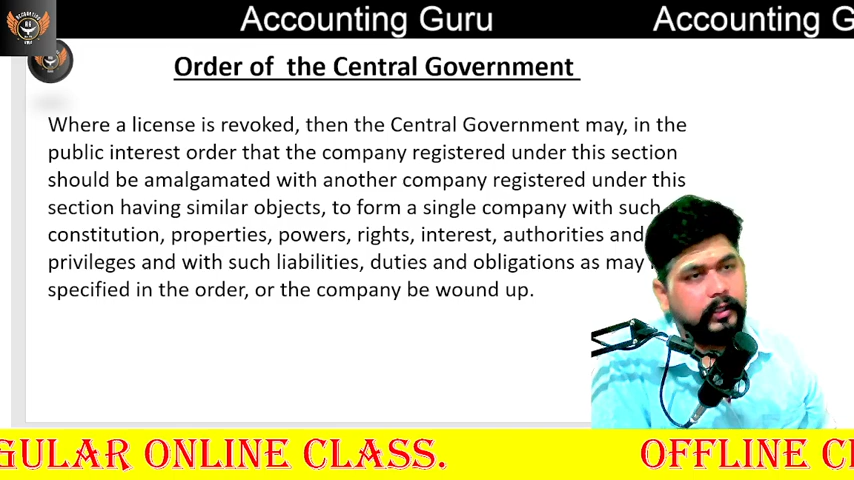 Accounting Guru Accounting Gu
Order of the Central Government
Where a license is revoked, then the Central Government may, in the
public interest order that the company registered under this section
should be amalgamated with another company registered under this
section having similar objects, to form a single company with such
constitution, properties, powers, rights, interest, authorities and
privileges and with such liabilities, duties and obligations as may
specified in the order, or the company be wound up.
GULAR ONLINE CLASS. OFFLINE CL